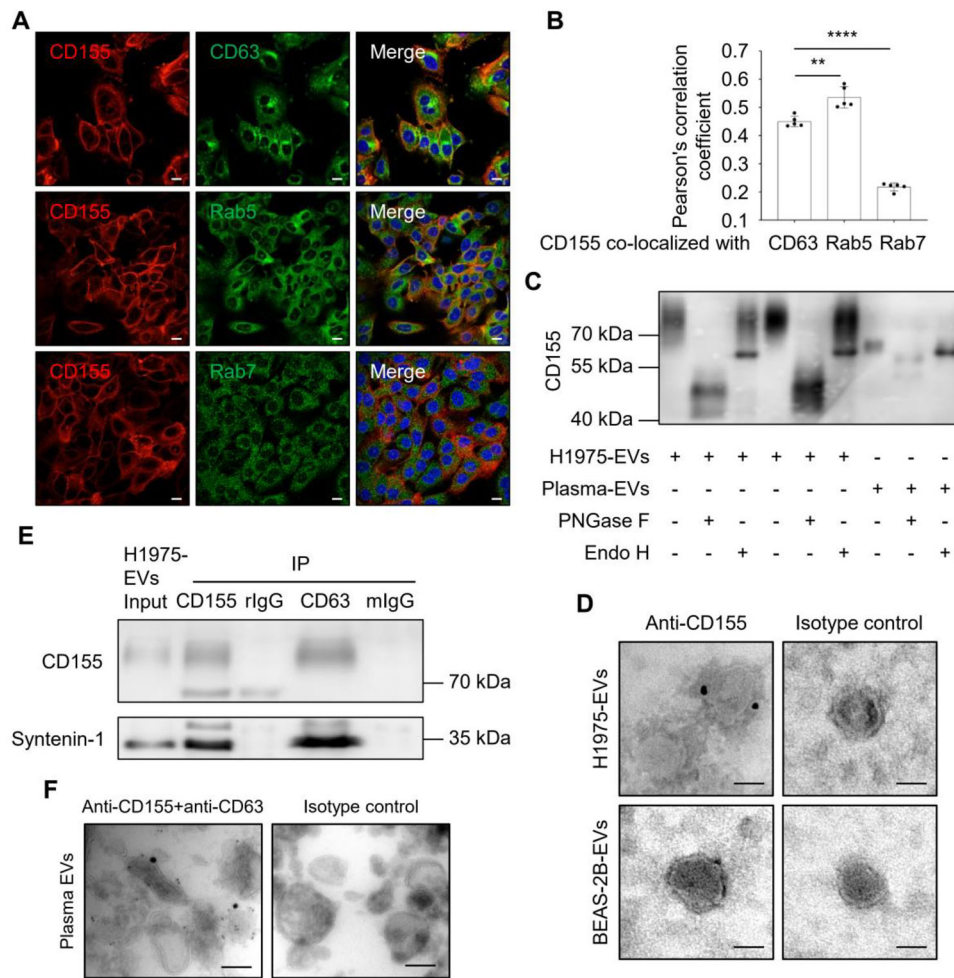 A
CD155 CD63 Merge
CD155 Rab5 Merge
CD155 Rab7 Merge
B
Pearson's correlation
coefficient
****
**
0.7
0.6
0.5
0.4
0.3
0.2
0.1
CD155 co-localized with CD63 Rab5 Rab7
C
CD155
70 kDa
55 kDa
40 kDa
H1975-EVs + + + + + + - - -
Plasma-EVs - - - - - - + + +
PNGase F - + - - + - - + -
Endo H - - + - - + - - +
D
Anti-CD155 Isotype control
H1975-EVs
BEAS-2B-EVs
E
H1975-
EVs
IP
Input CD155 rIgG CD63 mIgG
CD155
70 kDa
Syntenin-1
35 kDa
F
Anti-CD155+anti-CD63 Isotype control
Plasma EVs